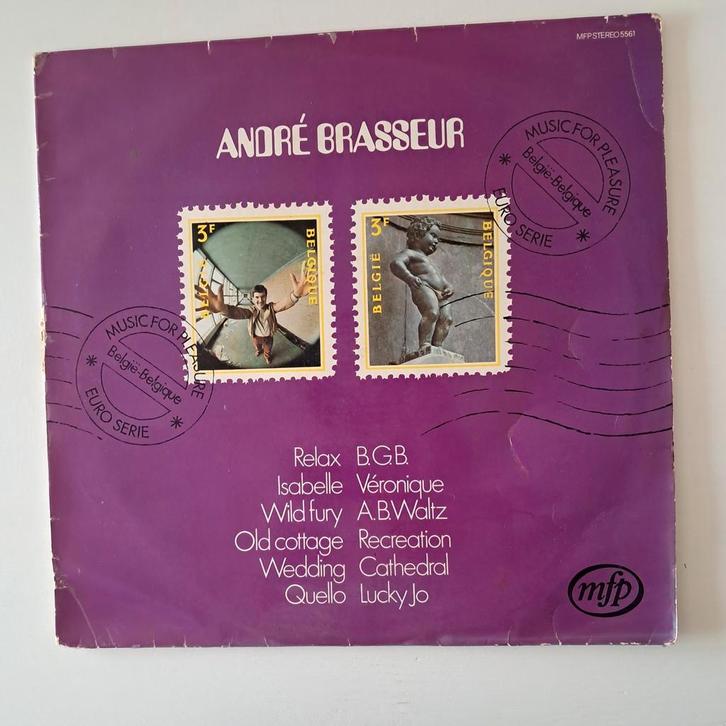 MFP STEREO 5561
ANDRÉ BRASSEUR
MUSIC FOR PLEASURE
België-Belgique
EURO SERIE
3F
BELGIQUE
BELGIË
3F
BELGIQUE
BELGIË
MUSIC FOR PLEASURE
België-Belgique
EURO SERIE
Relax B.G.B.
Isabelle Véronique
Wild fury A.B.Waltz
Old cottage Recreation
Wedding Cathedral
Quello Lucky Jo
mfp